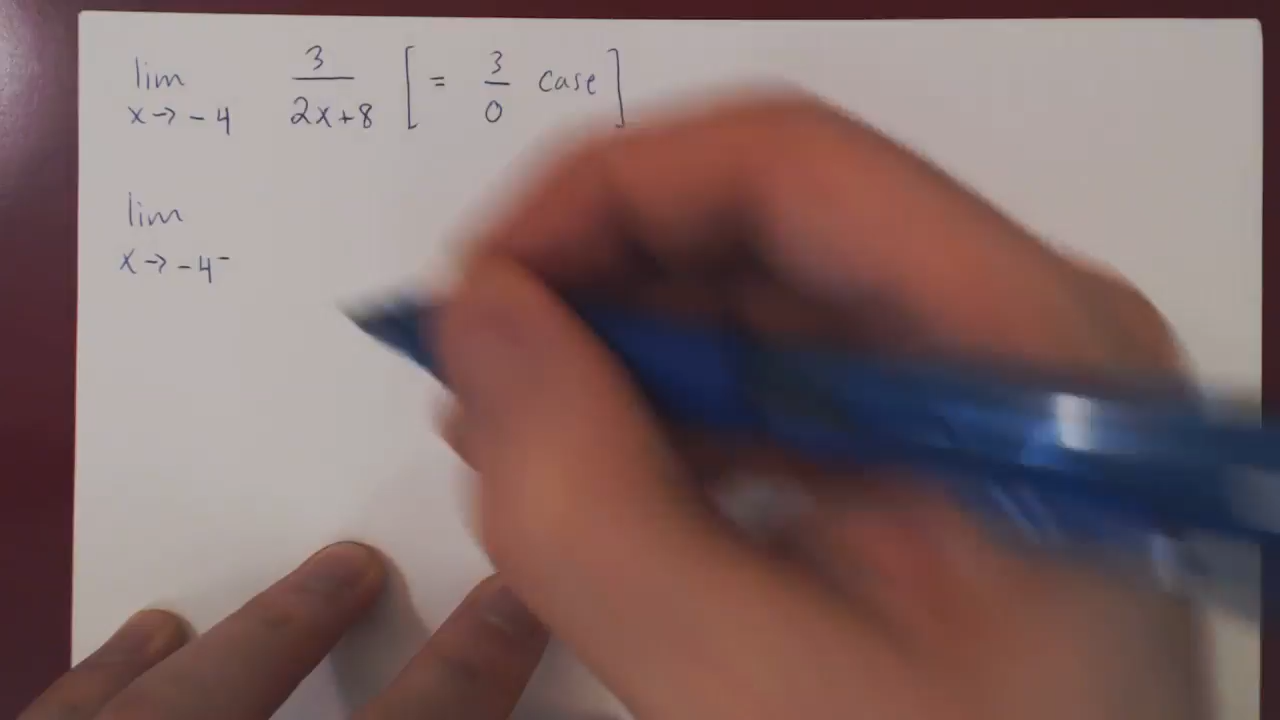 lim 3
x→-4 2x+8 [ = 3/0 case ]
lim
x→-4⁻